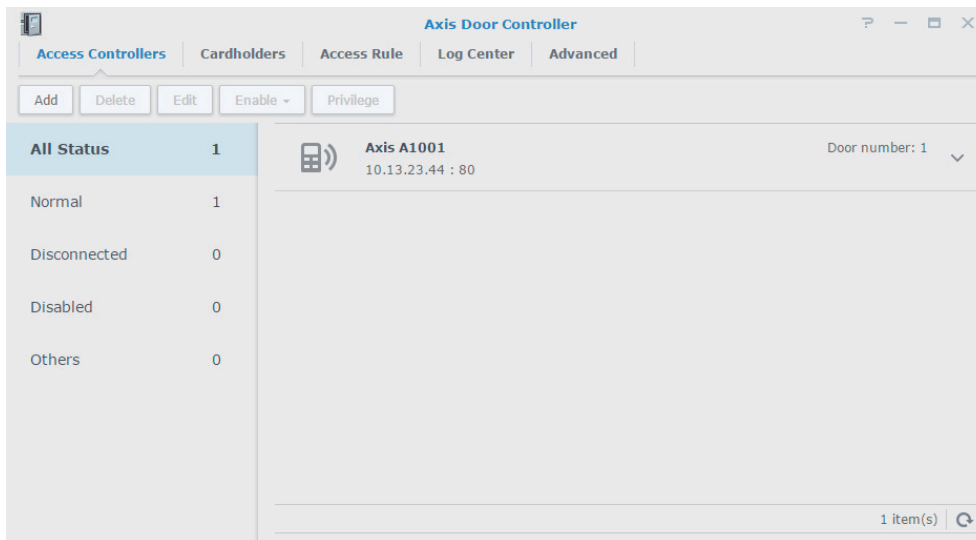 Axis Door Controller
Access Controllers Cardholders Access Rule Log Center Advanced
Add Delete Edit Enable Privilege
All Status 1
Normal 1
Disconnected 0
Disabled 0
Others 0
Axis A1001 Door number: 1
10.13.23.44 : 80
1 item(s)